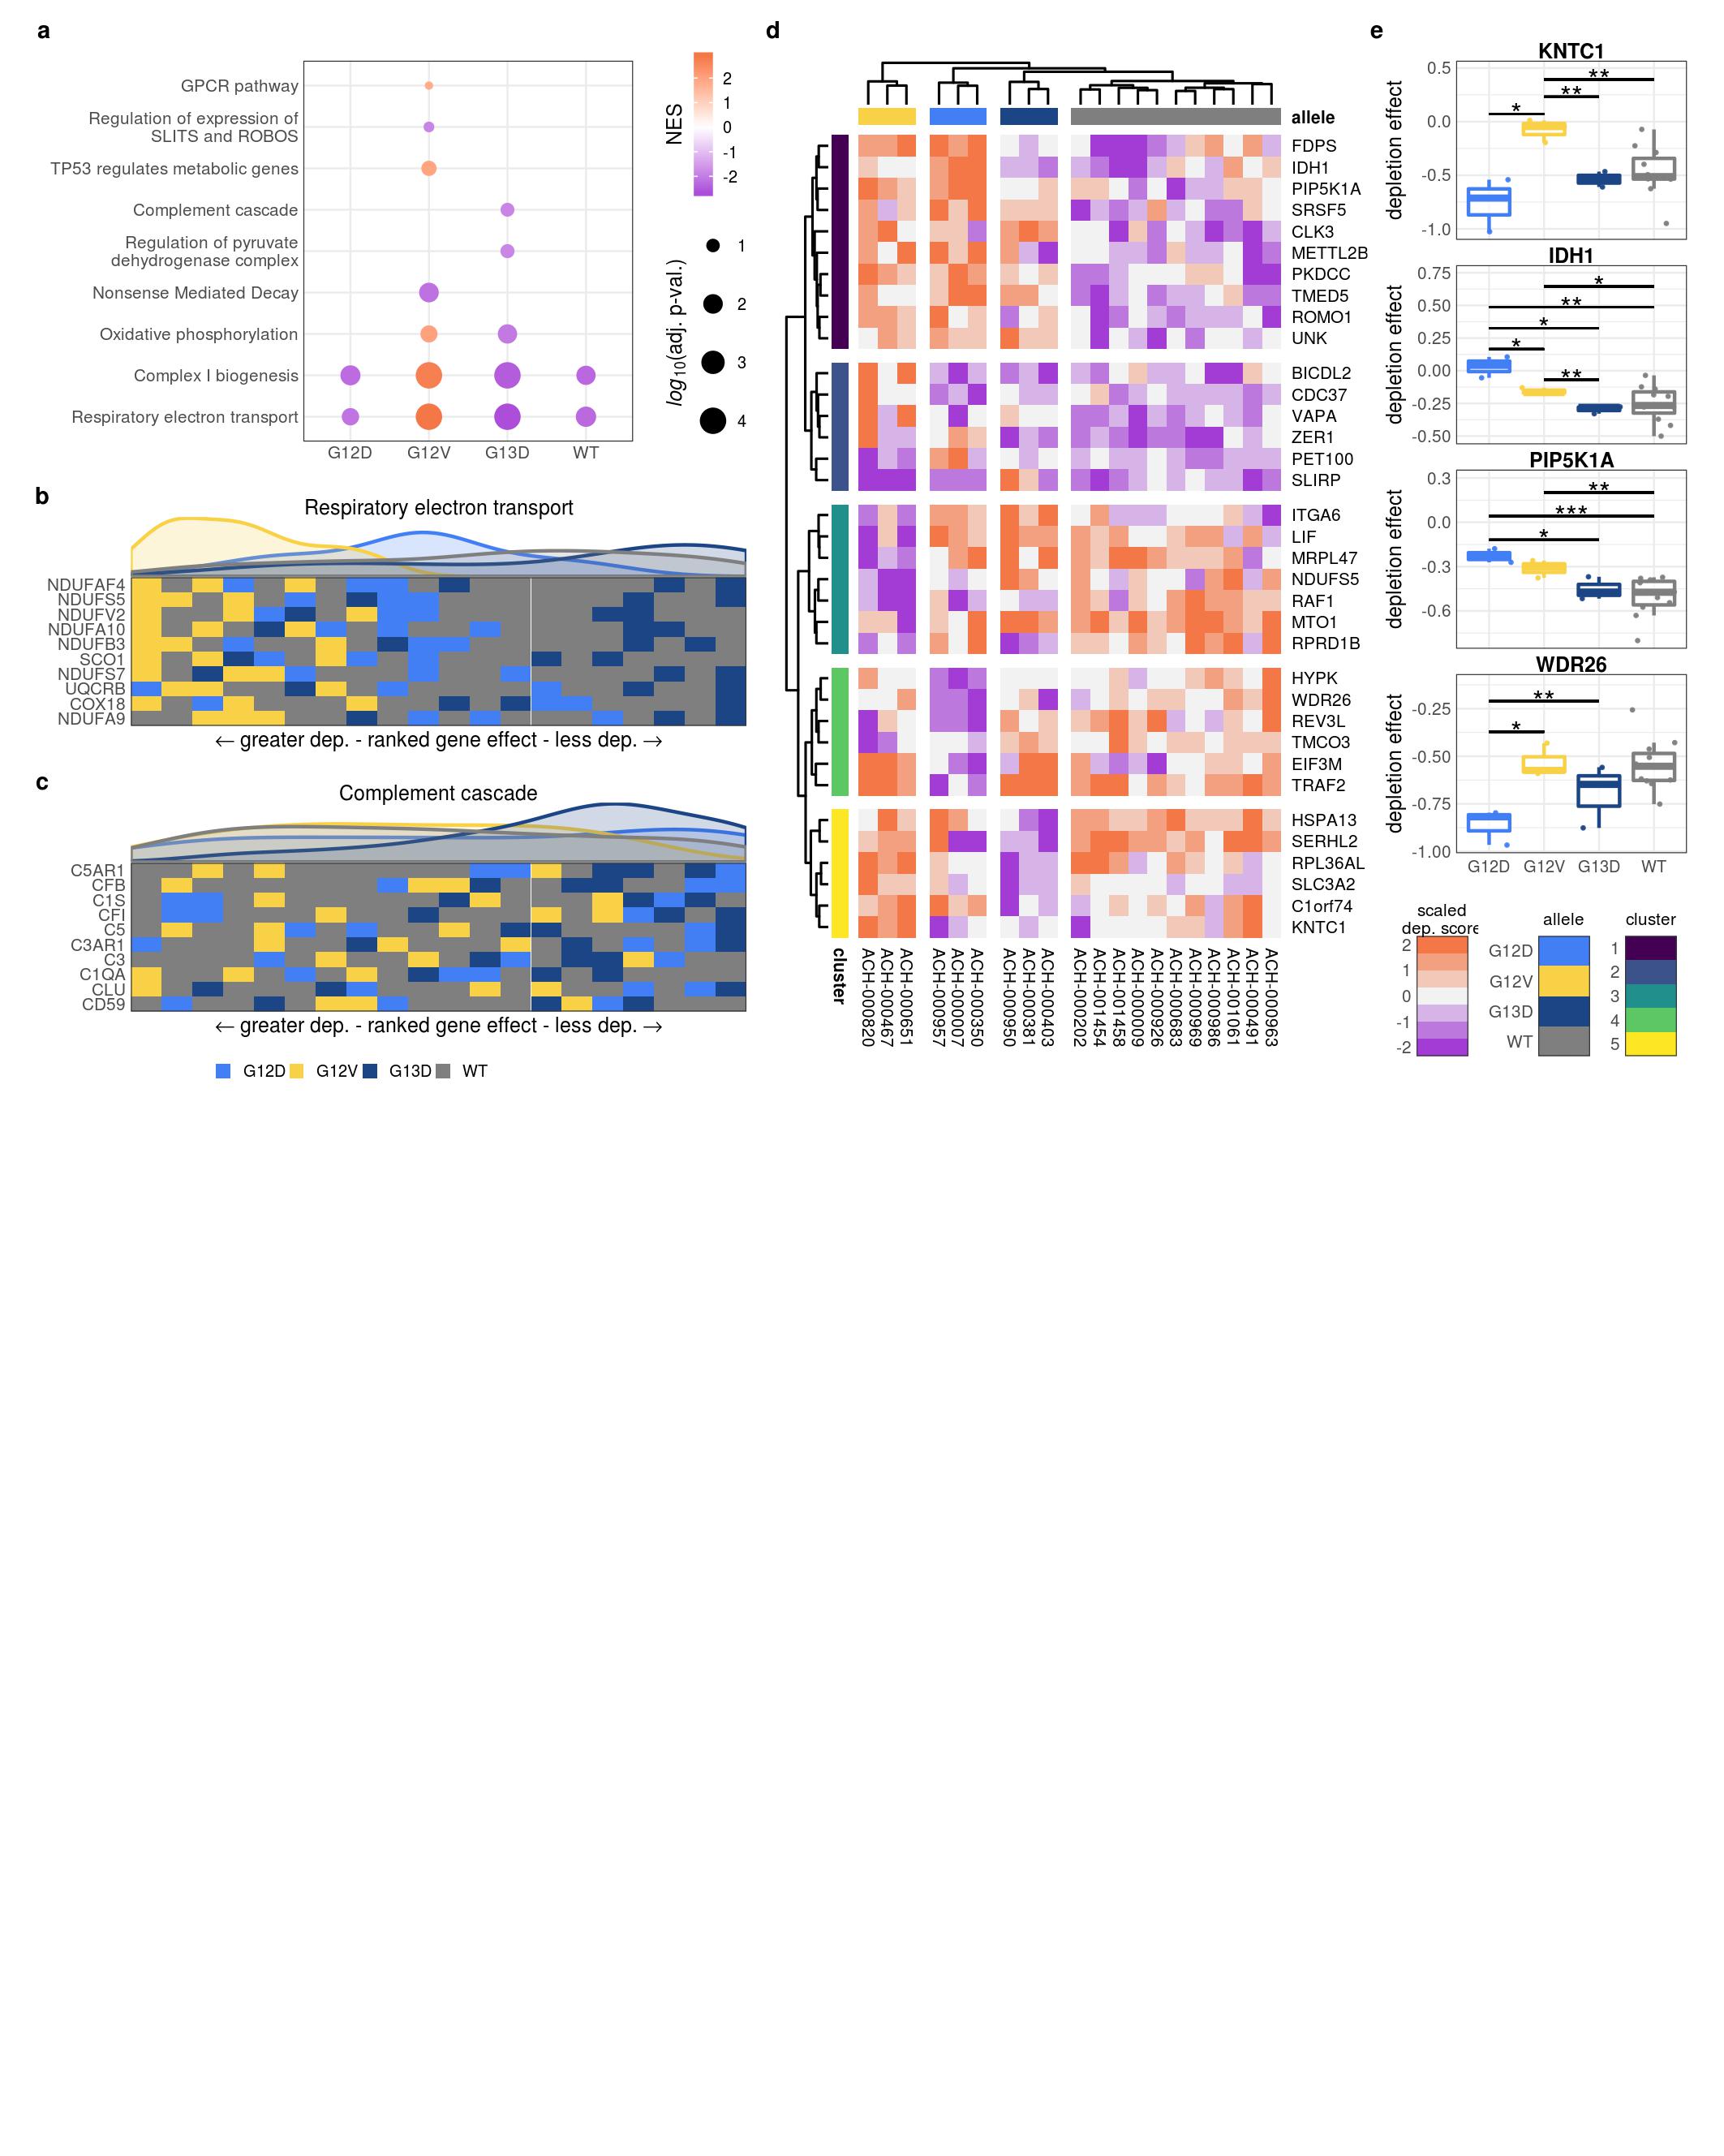 a
GPCR pathway
Regulation of expression of
SLITS and ROBOS
TP53 regulates metabolic genes
Complement cascade
Regulation of pyruvate
dehydrogenase complex
Nonsense Mediated Decay
Oxidative phosphorylation
Complex I biogenesis
Respiratory electron transport
G12D G12V G13D WT
NES
2
1
0
-1
-2
log10(adj. p-val.)
1
2
3
4
b
Respiratory electron transport
NDUFAF4
NDUFS5
NDUFV2
NDUFA10
NDUFB3
SCO1
NDUFS7
UQCRB
COX18
NDUFA9
← greater dep. - ranked gene effect - less dep. →
c
Complement cascade
C5AR1
CFB
C1S
CFI
C5
C3AR1
C3
C1QA
CLU
CD59
← greater dep. - ranked gene effect - less dep. →
G12D G12V G13D WT
d
allele
FDPS
IDH1
PIP5K1A
SRSF5
CLK3
METTL2B
PKDCC
TMED5
ROMO1
UNK
BICDL2
CDC37
VAPA
ZER1
PET100
SLIRP
ITGA6
LIF
MRPL47
NDUFS5
RAF1
MTO1
RPRD1B
HYPK
WDR26
REV3L
TMCO3
EIF3M
TRAF2
HSPA13
SERHL2
RPL36AL
SLC3A2
C1orf74
KNTC1
cluster
ACH-000820
ACH-000467
ACH-000651
ACH-000957
ACH-000007
ACH-000350
ACH-000950
ACH-000381
ACH-000403
ACH-000202
ACH-001454
ACH-001458
ACH-000009
ACH-000926
ACH-000683
ACH-000969
ACH-000986
ACH-001061
ACH-000491
ACH-000963
e
KNTC1
depletion effect
0.5
0.0
-0.5
-1.0
**
**
*
IDH1
depletion effect
0.75
0.50
0.25
0.00
-0.25
-0.50
*
**
*
*
**
PIP5K1A
depletion effect
0.3
0.0
-0.3
-0.6
**
***
*
WDR26
depletion effect
-0.25
-0.50
-0.75
-1.00
**
*
G12D G12V G13D WT
scaled
dep. score
2
1
0
-1
-2
allele
G12D
G12V
G13D
WT
cluster
1
2
3
4
5